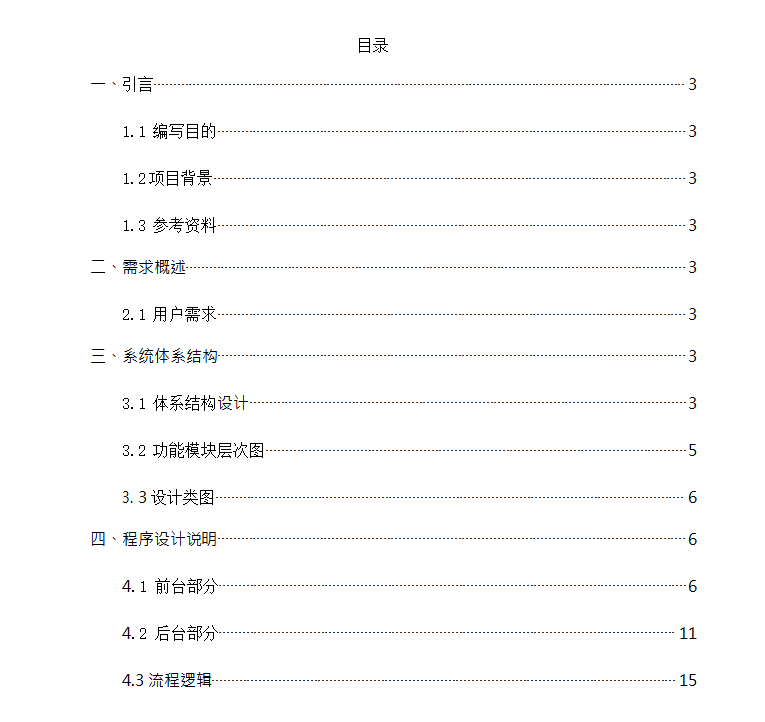 目录
一、引言 3
1.1 编写目的 3
1.2项目背景 3
1.3 参考资料 3
二、需求概述 3
2.1 用户需求 3
三、系统体系结构 3
3.1 体系结构设计 3
3.2 功能模块层次图 5
3.3设计类图 6
四、程序设计说明 6
4.1 前台部分 6
4.2 后台部分 11
4.3流程逻辑 15